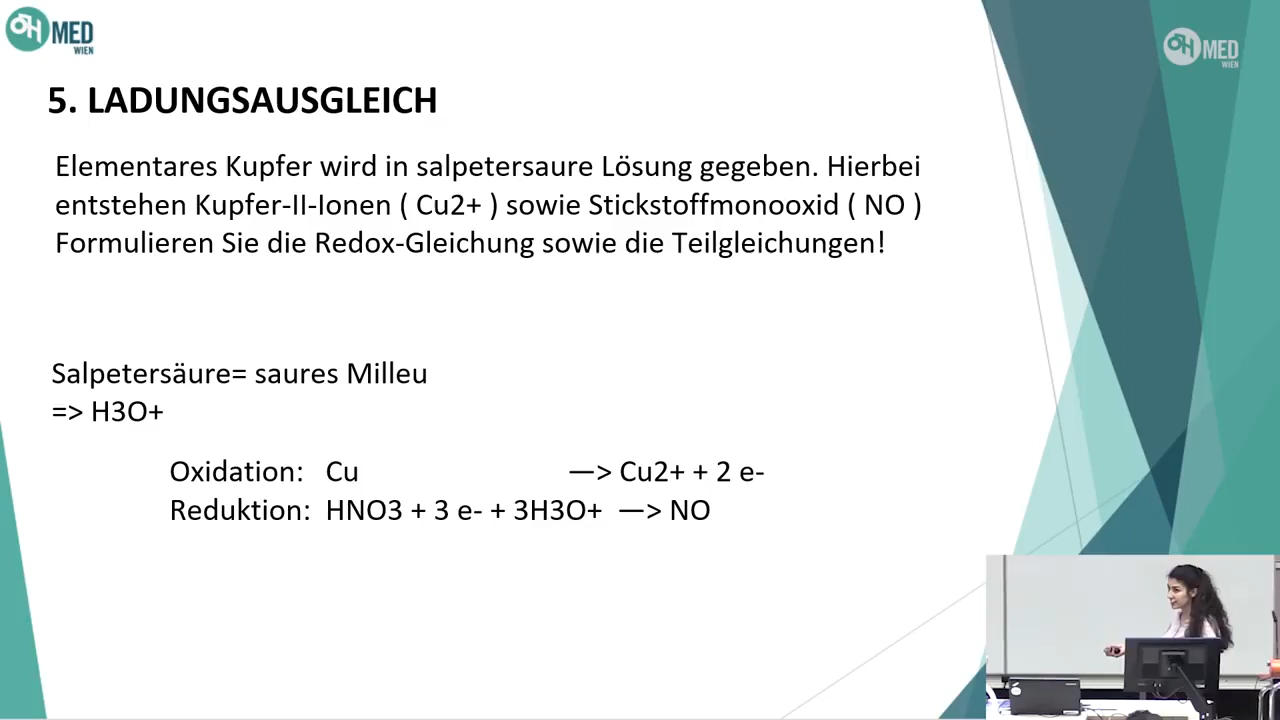 ÖH MED
WIEN
ÖH MED
WIEN
5. LADUNGSAUSGLEICH
Elementares Kupfer wird in salpetersaure Lösung gegeben. Hierbei
entstehen Kupfer-II-Ionen ( Cu2+ ) sowie Stickstoffmonooxid ( NO )
Formulieren Sie die Redox-Gleichung sowie die Teilgleichungen!
Salpetersäure= saures Milleu
=> H3O+
Oxidation: Cu —> Cu2+ + 2 e-
Reduktion: HNO3 + 3 e- + 3H3O+ —> NO